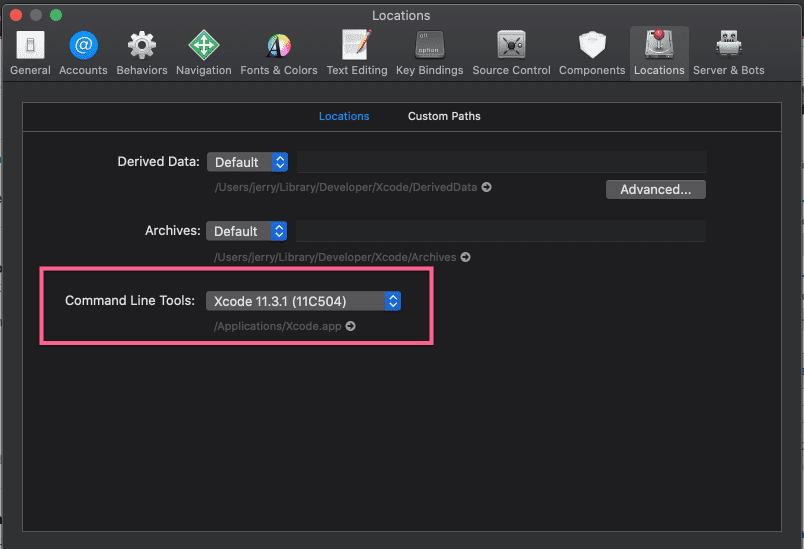 Locations
General Accounts Behaviors Navigation Fonts & Colors Text Editing Key Bindings Source Control Components Locations Server & Bots
Locations Custom Paths
Derived Data: Default
/Users/jerry/Library/Developer/Xcode/DerivedData
Advanced...
Archives: Default
/Users/jerry/Library/Developer/Xcode/Archives
Command Line Tools: Xcode 11.3.1 (11C504)
/Applications/Xcode.app